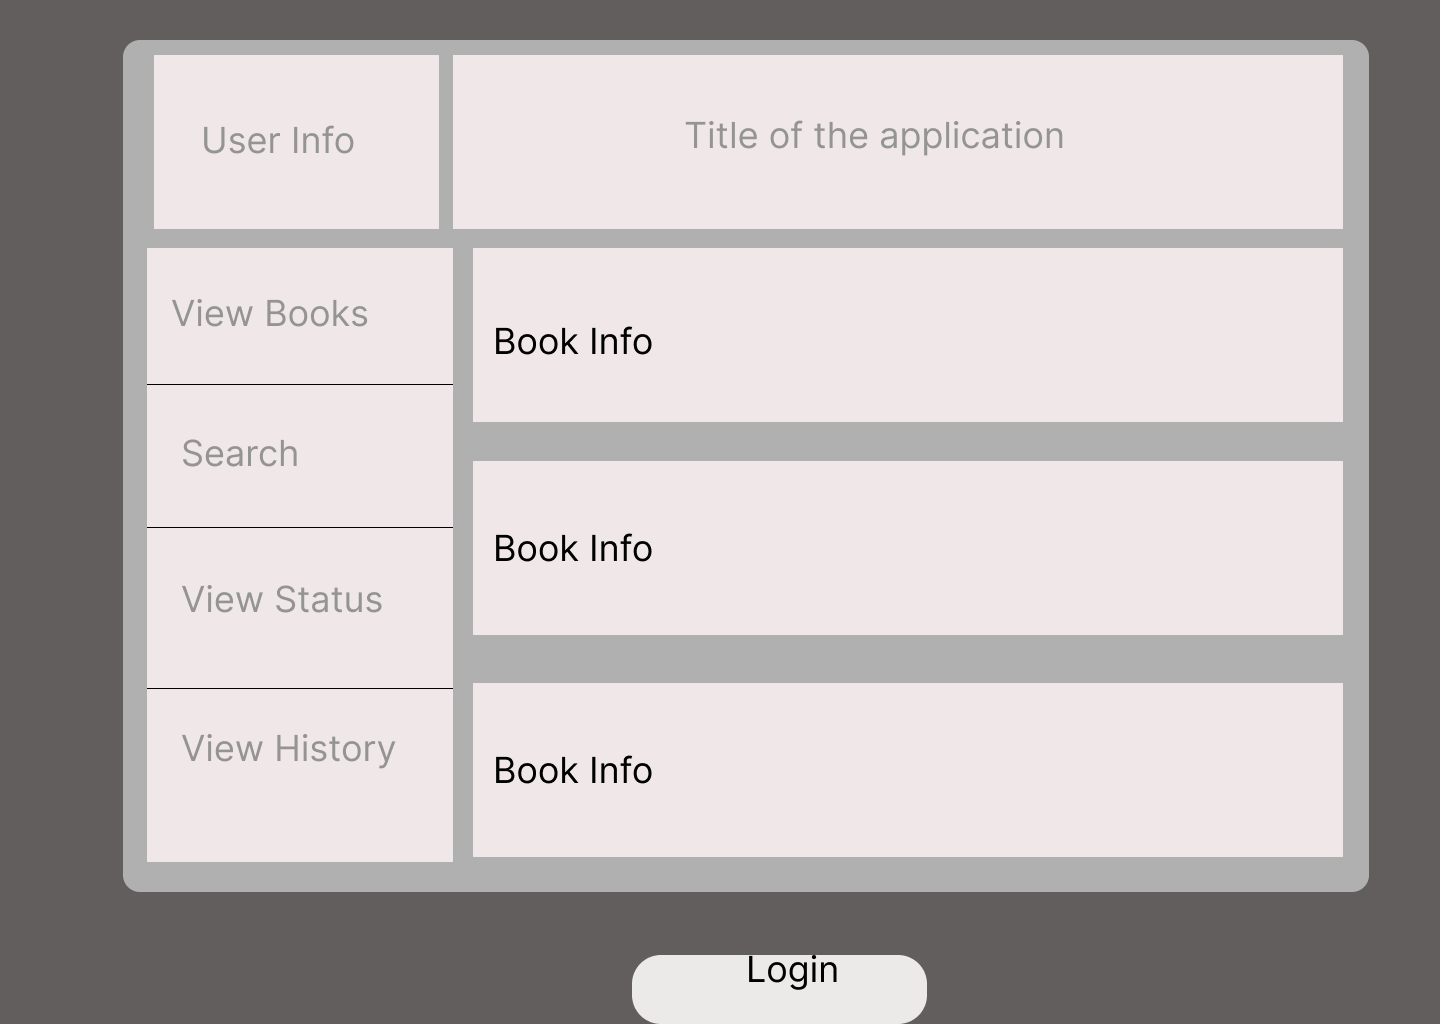 User Info
Title of the application
View Books
Search
View Status
View History
Book Info
Book Info
Book Info
Login